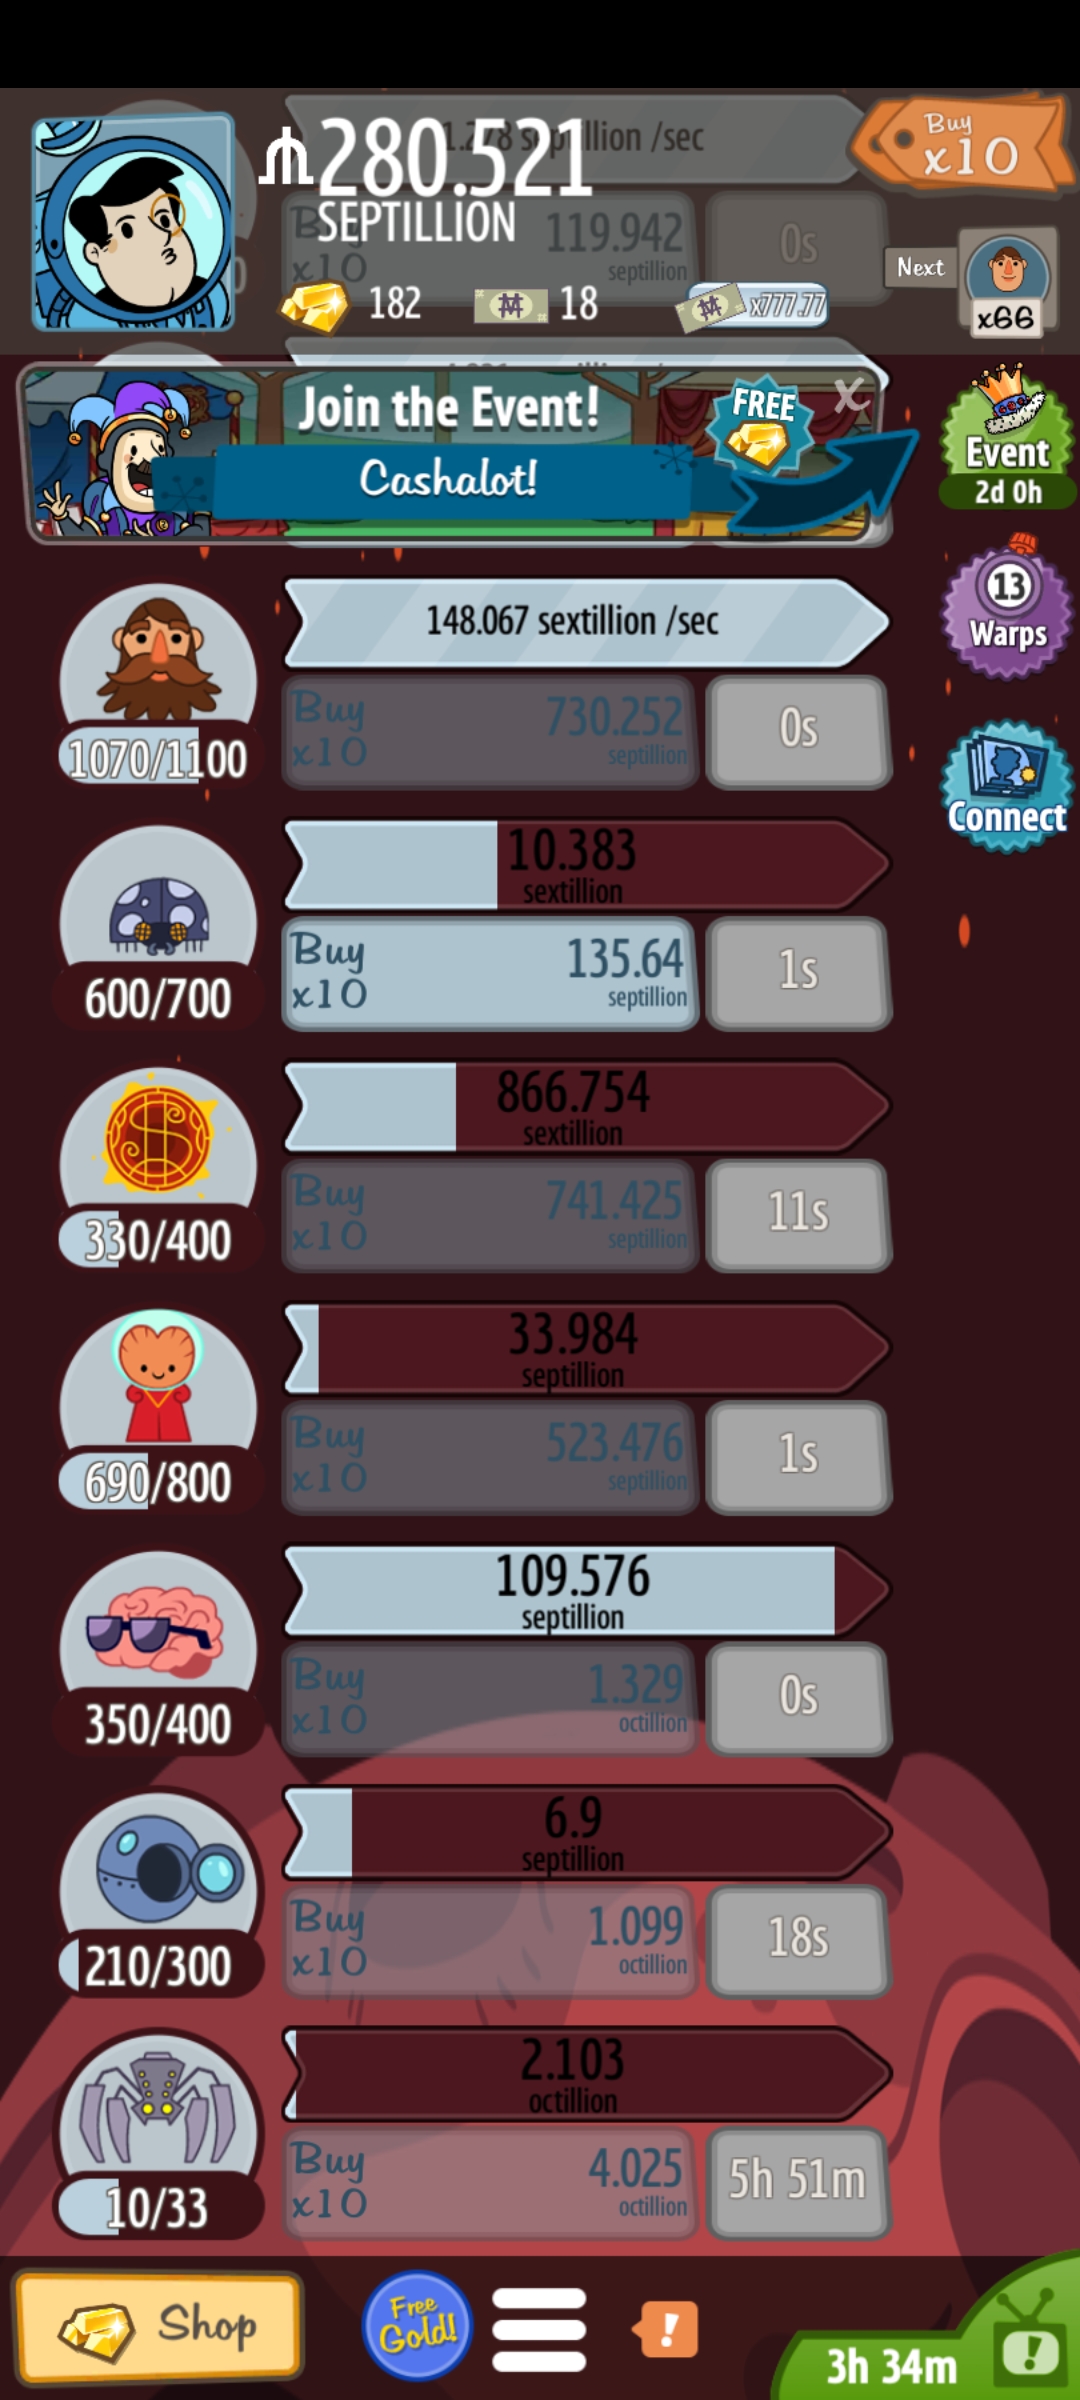 1.278 septillion /sec
₼280.521
SEPTILLION
Buy
x10
Buy x10
119.942
septillion
0s
Next
x66
182
18
x777.77
Join the Event!
FREE
X
Cashalot!
Event
2d 0h
148.067 sextillion /sec
13
Warps
1070/1100
Buy x10
730.252
septillion
0s
Connect
10.383
sextillion
600/700
Buy x10
135.64
septillion
1s
866.754
sextillion
330/400
Buy x10
741.425
septillion
11s
33.984
septillion
690/800
Buy x10
523.476
septillion
1s
109.576
septillion
350/400
Buy x10
1.329
octillion
0s
6.9
septillion
210/300
Buy x10
1.099
octillion
18s
2.103
octillion
10/33
Buy x10
4.025
octillion
5h 51m
Shop
Free
Gold!
!
3h 34m
!